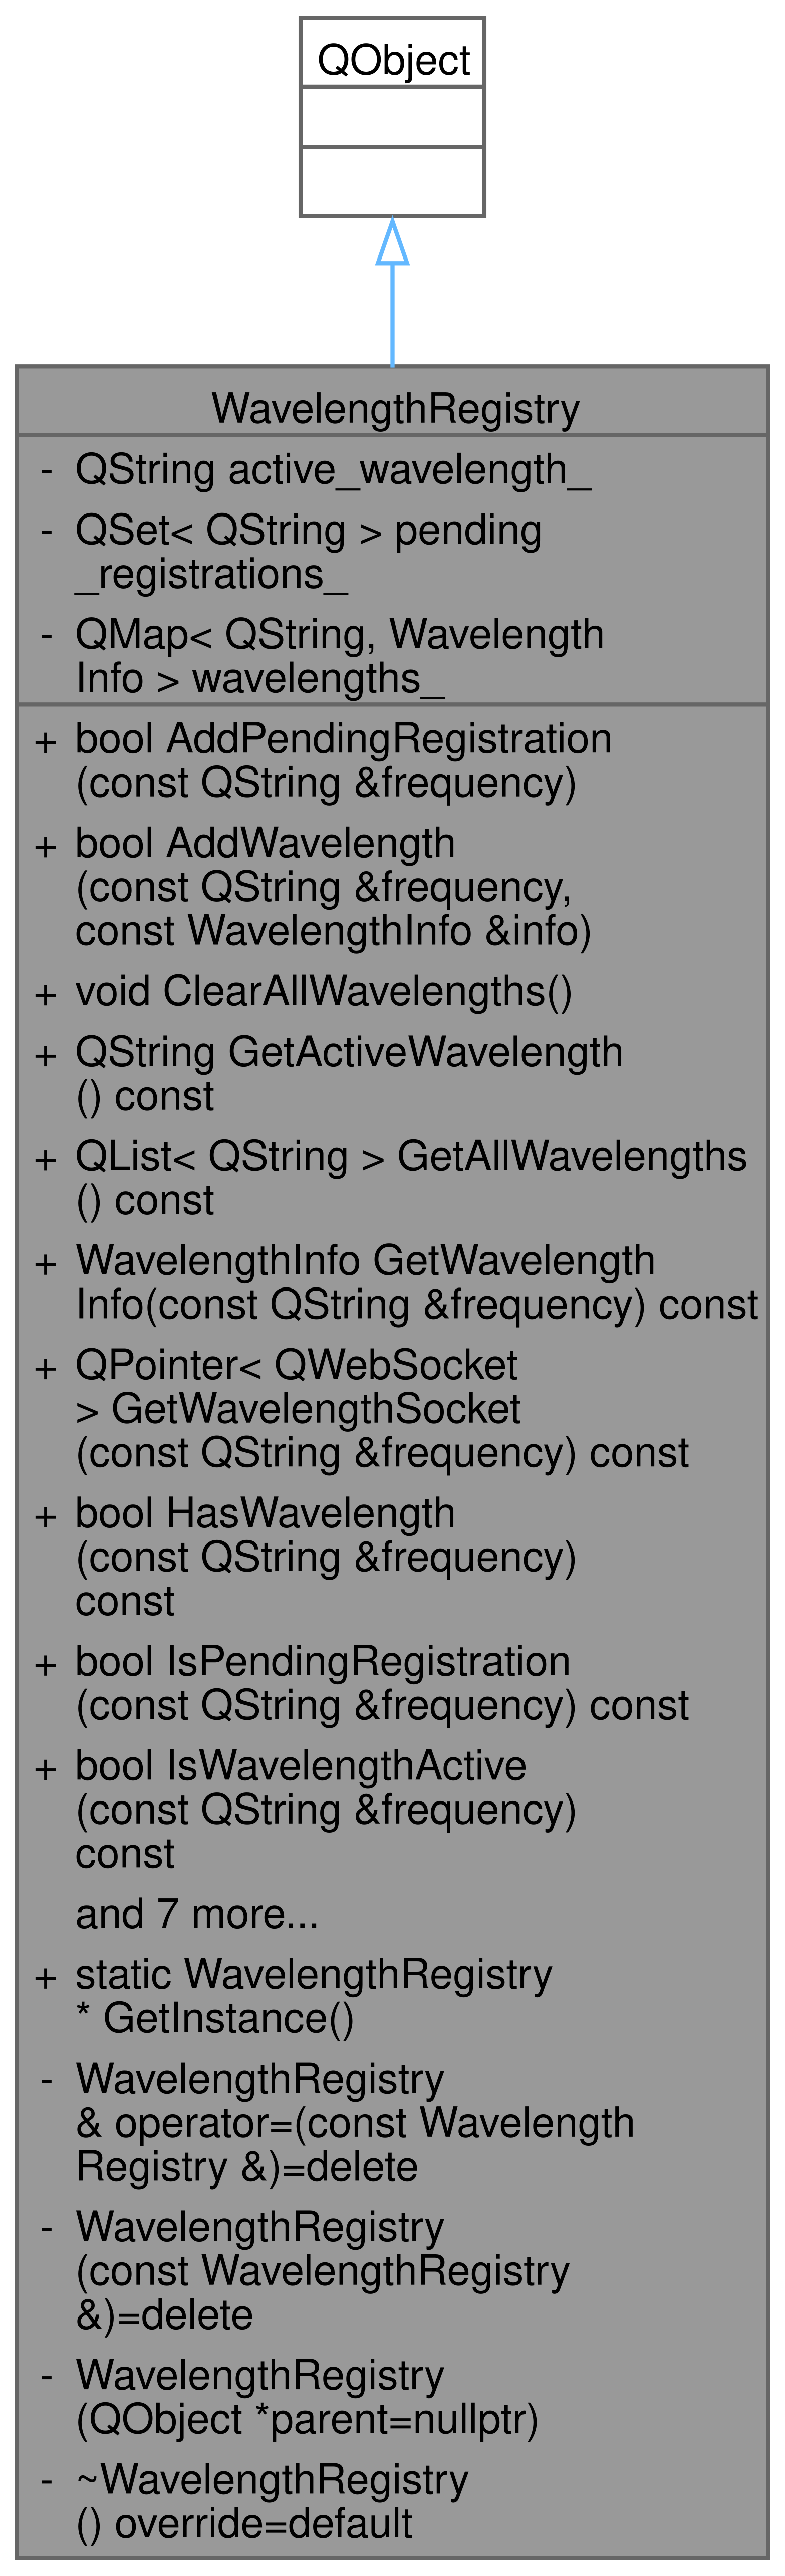 QObject
WavelengthRegistry
- QString active_wavelength_
- QSet< QString > pending
_registrations_
- QMap< QString, Wavelength
Info > wavelengths_
+ bool AddPendingRegistration
(const QString &frequency)
+ bool AddWavelength
(const QString &frequency,
const WavelengthInfo &info)
+ void ClearAllWavelengths()
+ QString GetActiveWavelength
() const
+ QList< QString > GetAllWavelengths
() const
+ WavelengthInfo GetWavelength
Info(const QString &frequency) const
+ QPointer< QWebSocket
> GetWavelengthSocket
(const QString &frequency) const
+ bool HasWavelength
(const QString &frequency)
const
+ bool IsPendingRegistration
(const QString &frequency) const
+ bool IsWavelengthActive
(const QString &frequency)
const
and 7 more...
+ static WavelengthRegistry
* GetInstance()
- WavelengthRegistry
& operator=(const Wavelength
Registry &)=delete
- WavelengthRegistry
(const WavelengthRegistry
&)=delete
- WavelengthRegistry
(QObject *parent=nullptr)
- ~WavelengthRegistry
() override=default